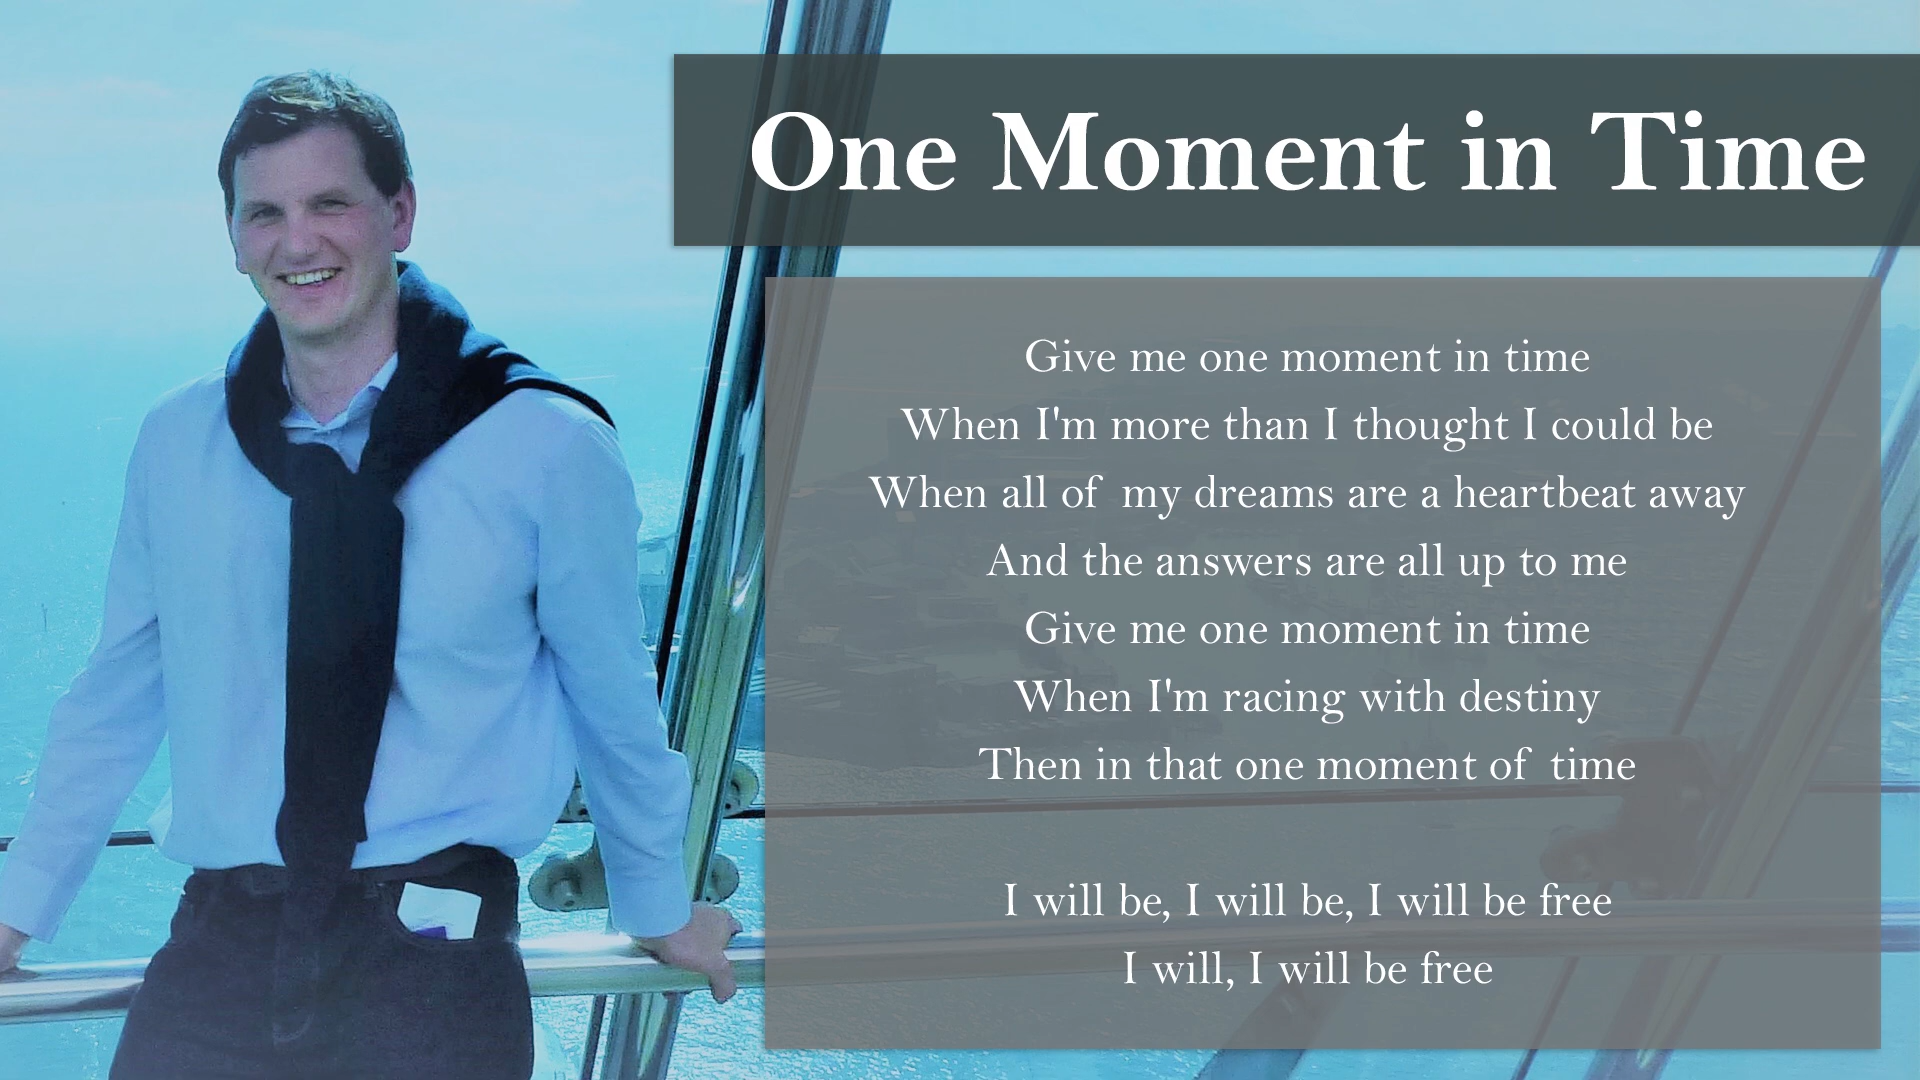 One Moment in Time
Give me one moment in time
When I'm more than I thought I could be
When all of my dreams are a heartbeat away
And the answers are all up to me
Give me one moment in time
When I'm racing with destiny
Then in that one moment of time
I will be, I will be, I will be free
I will, I will be free